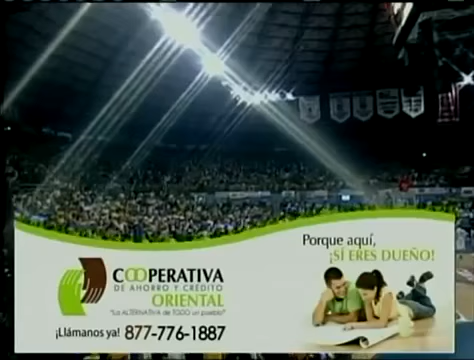 Porque aquí,
¡SÍ ERES DUEÑO!
COOPERATIVA
DE AHORRO Y CRÉDITO
ORIENTAL
"La ALTERNATIVA de TODO un pueblo"
¡Llámanos ya! 877-776-1887